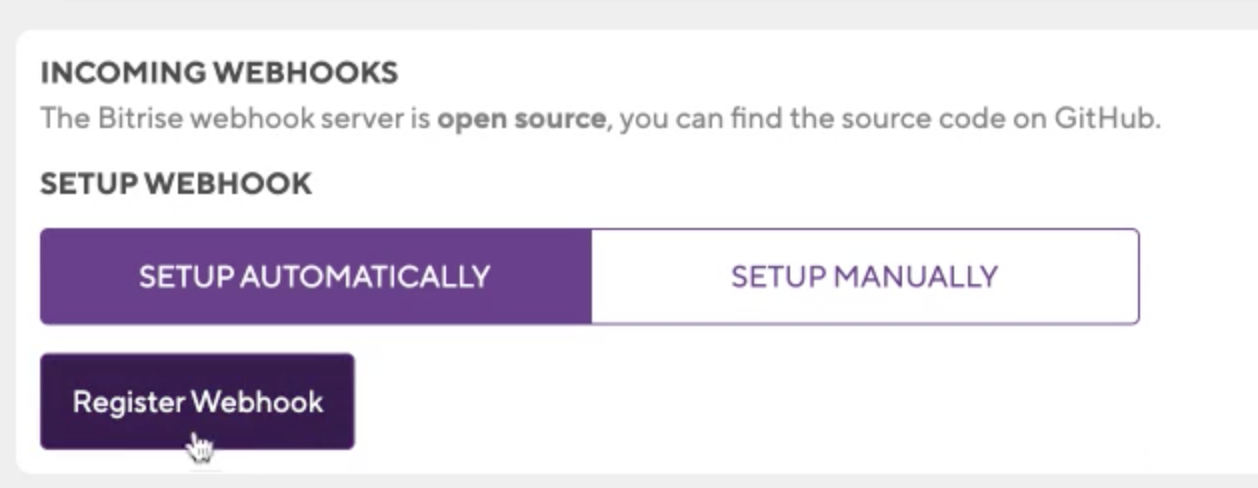 INCOMING WEBHOOKS
The Bitrise webhook server is open source, you can find the source code on GitHub.
SETUP WEBHOOK
SETUP AUTOMATICALLY
SETUP MANUALLY
Register Webhook